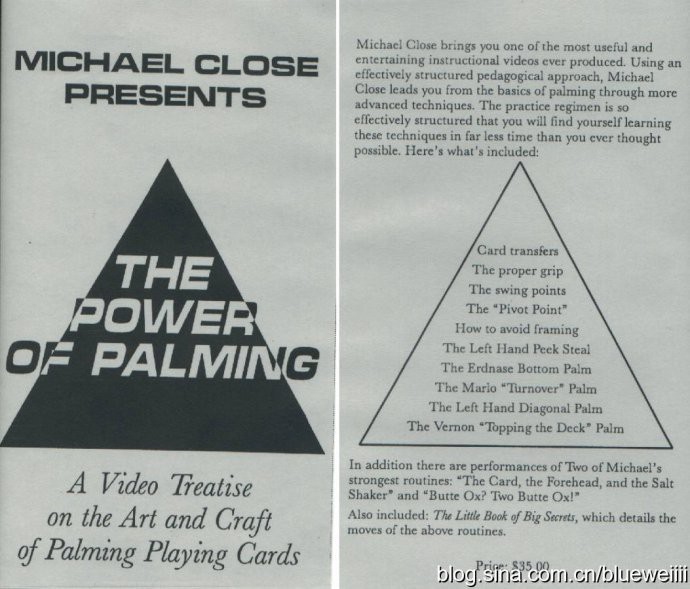 MICHAEL CLOSE
PRESENTS
THE
POWER
OF PALMING
A Video Treatise
on the Art and Craft
of Palming Playing Cards
Michael Close brings you one of the most useful and
entertaining instructional videos ever produced. Using an
effectively structured pedagogical approach, Michael
Close leads you from the basics of palming through more
advanced techniques. The practice regimen is so
effectively structured that you will find yourself learning
these techniques in far less time than you ever thought
possible. Here's what's included:
Card transfers
The proper grip
The swing points
The "Pivot Point"
How to avoid framing
The Left Hand Peek Steal
The Erdnase Bottom Palm
The Marlo "Turnover" Palm
The Left Hand Diagonal Palm
The Vernon "Topping the Deck" Palm
In addition there are performances of Two of Michael's
strongest routines: "The Card, the Forehead, and the Salt
Shaker" and "Butte Ox? Two Butte Ox!"
Also included: The Little Book of Big Secrets, which details the
moves of the above routines.
Price: $35.00
blog.sina.com.cn/blueweiiii